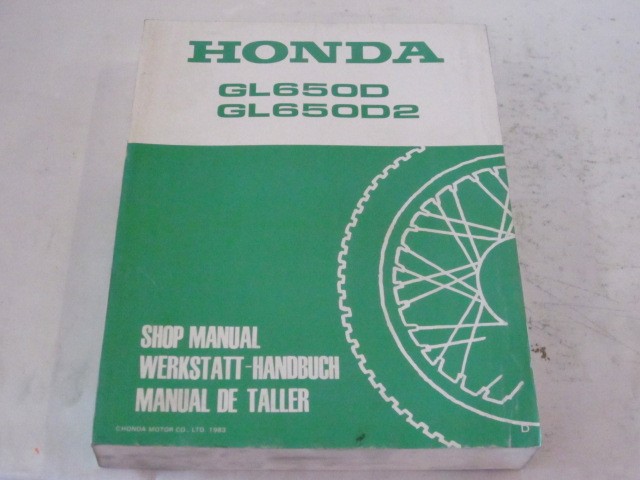 HONDA
GL650D
GL650D2
SHOP MANUAL
WERKSTATT-HANDBUCH
MANUAL DE TALLER
©HONDA MOTOR CO., LTD. 1983
D